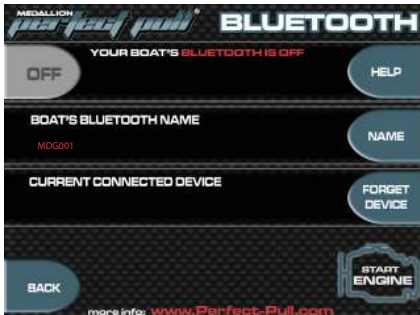 MEDALLION
perfect pull® BLUETOOTH
YOUR BOAT'S BLUETOOTH IS OFF
OFF
HELP
BOAT'S BLUETOOTH NAME
MDG001
NAME
CURRENT CONNECTED DEVICE
FORGET
DEVICE
START
ENGINE
BACK
more info: www.Perfect-Pull.com